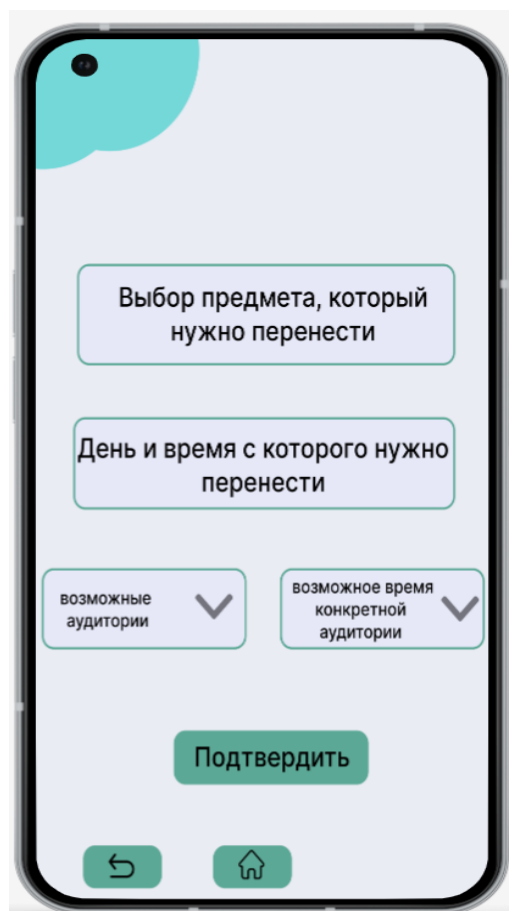 Выбор предмета, который
нужно перенести
День и время с которого нужно
перенести
возможные
аудитории
возможное время
конкретной
аудитории
Подтвердить